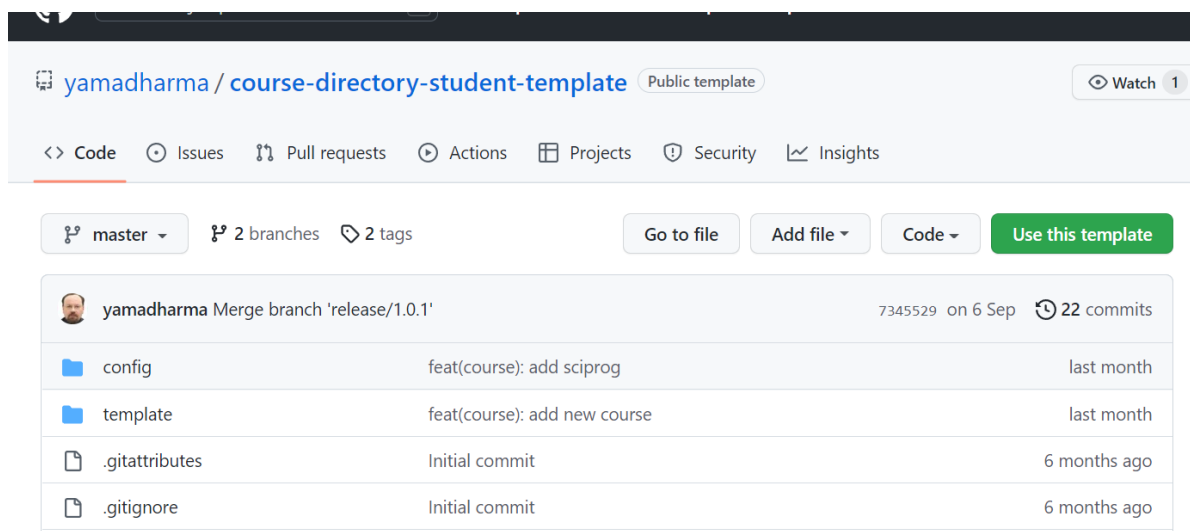 yamadharma / course-directory-student-template Public template Watch 1
Code Issues Pull requests Actions Projects Security Insights
master 2 branches 2 tags Go to file Add file Code Use this template
yamadharma Merge branch 'release/1.0.1' 7345529 on 6 Sep 22 commits
config feat(course): add sciprog last month
template feat(course): add new course last month
.gitattributes Initial commit 6 months ago
.gitignore Initial commit 6 months ago